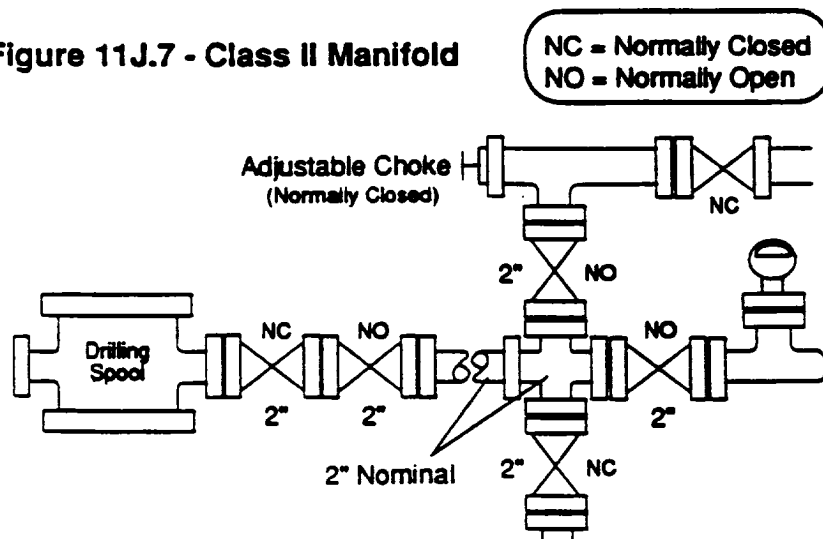 Figure 11J.7 - Class II Manifold
NC = Normally Closed
NO = Normally Open
Adjustable Choke
(Normally Closed)
NC
2" NO
NC NO
Drilling
Spool
2" 2"
NO
2"
2" Nominal
2" NC